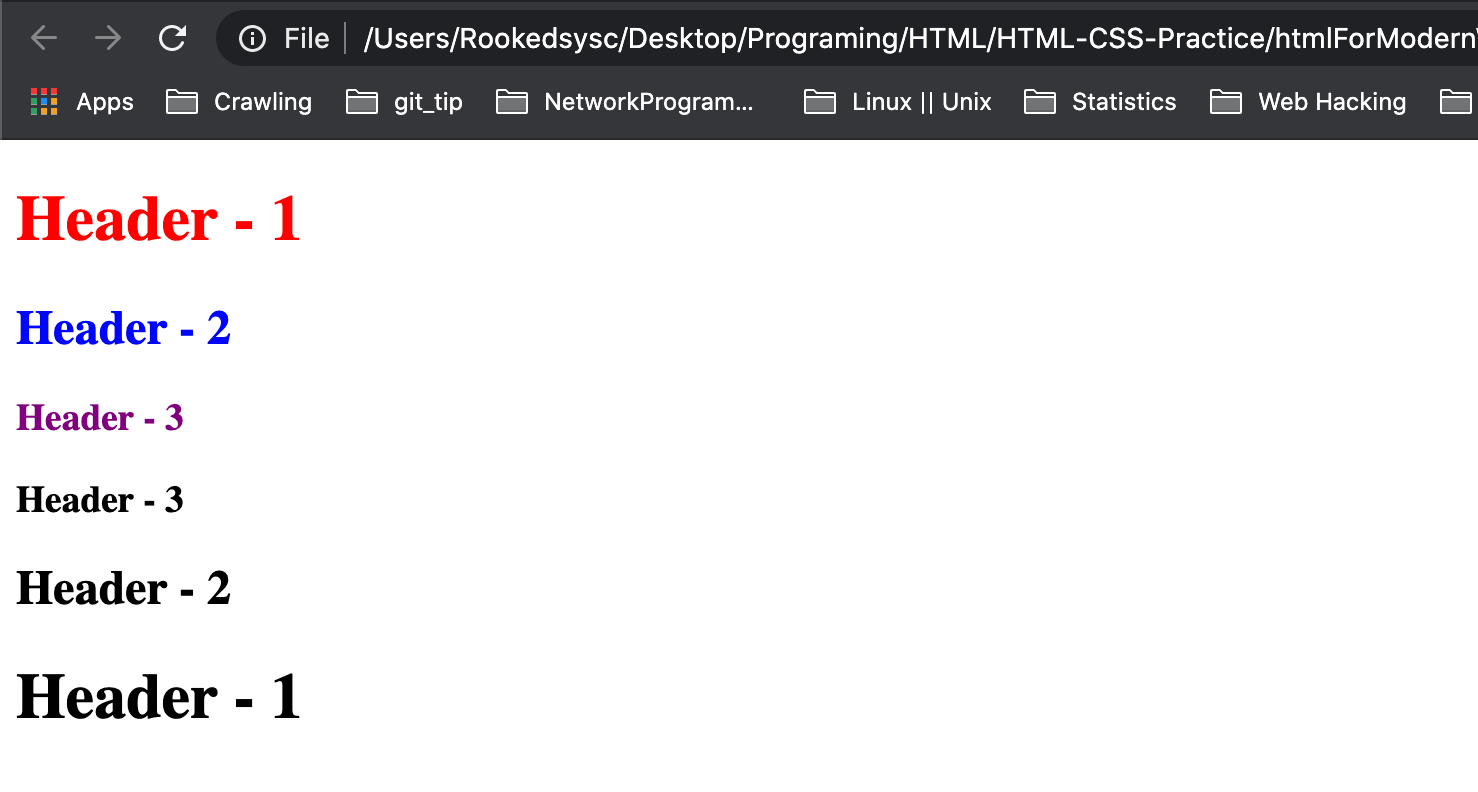 File /Users/Rookedsysc/Desktop/Programing/HTML/HTML-CSS-Practice/htmlForModern
Apps Crawling git_tip NetworkProgram... Linux || Unix Statistics Web Hacking
Header - 1
Header - 2
Header - 3
Header - 3
Header - 2
Header - 1